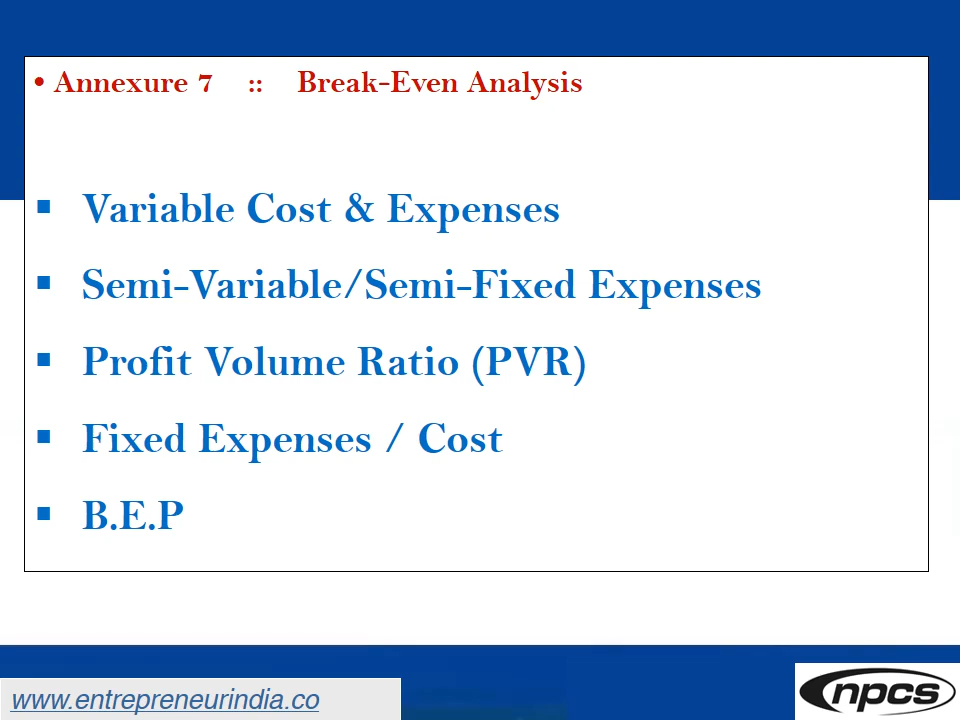 • Annexure 7 :: Break-Even Analysis
▪ Variable Cost & Expenses
▪ Semi-Variable/Semi-Fixed Expenses
▪ Profit Volume Ratio (PVR)
▪ Fixed Expenses / Cost
▪ B.E.P
www.entrepreneurindia.co
npcs